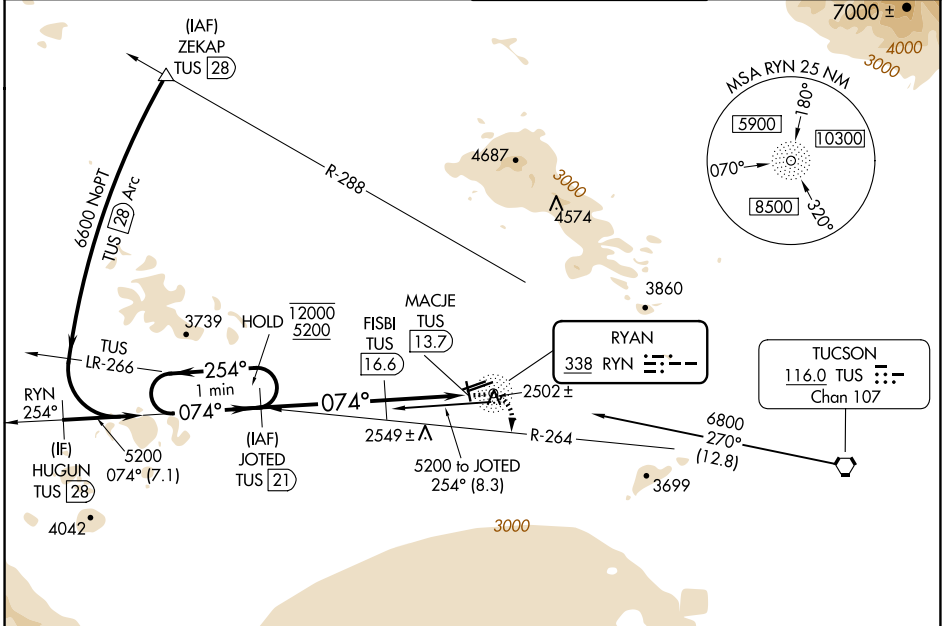 7000 ±
4000
3000
(IAF)
ZEKAP
TUS 28
MSA RYN 25 NM
180°
5900
10300
070°
8500
320°
R-288
4687
3000
4574
6600 NoPT
TUS 28 Arc
3739
HOLD
12000
5200
FISBI
TUS
16.6
MACJE
TUS
13.7
3860
RYAN
338 RYN
TUCSON
116.0 TUS
Chan 107
TUS
LR-266
254°
1 min
074°
074°
RYN
254°
2502 ±
2549 ±
R-264
6800
270°
(12.8)
(IF)
HUGUN
TUS 28
5200
074° (7.1)
(IAF)
JOTED
TUS 21
5200 to JOTED
254° (8.3)
3699
4042
3000